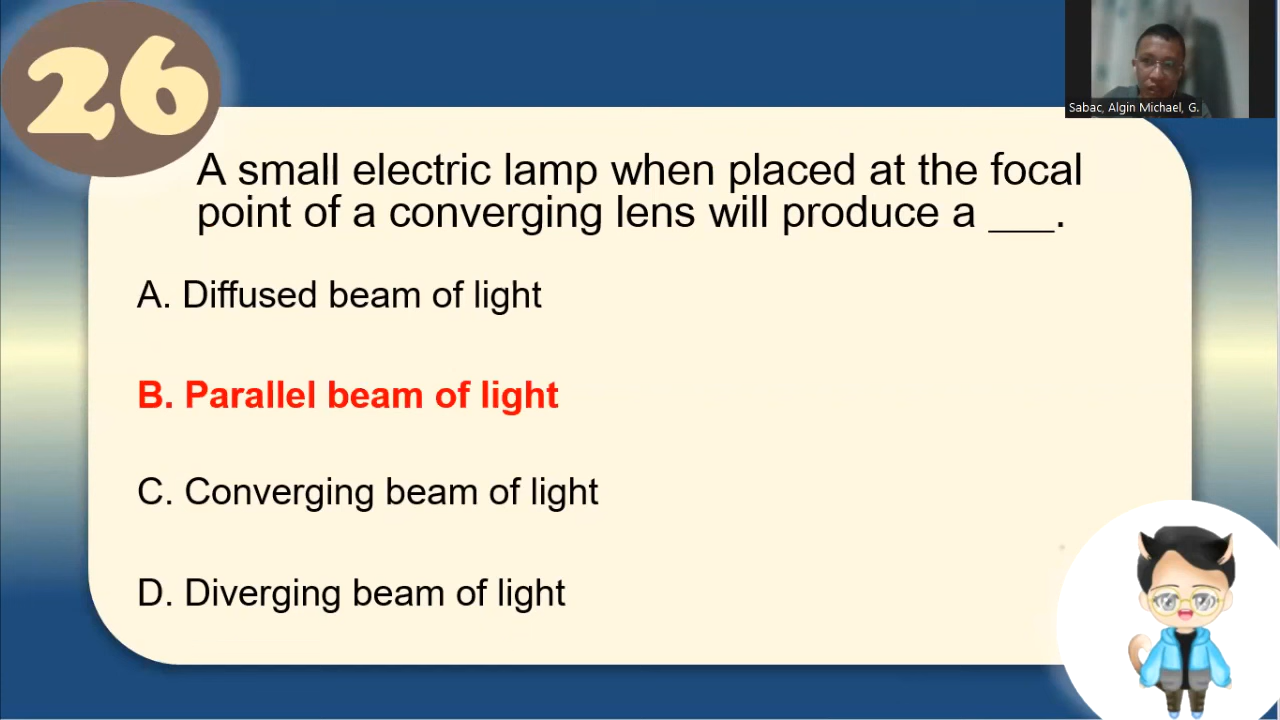 26
Sabac, Algin Michael, G.
A small electric lamp when placed at the focal
point of a converging lens will produce a ___.
A. Diffused beam of light
B. Parallel beam of light
C. Converging beam of light
D. Diverging beam of light